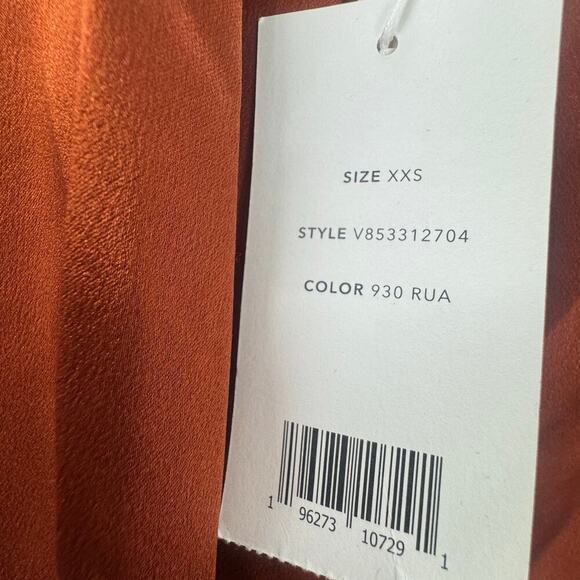 SIZE XXS
STYLE V853312704
COLOR 930 RUA
1 96273 10729 1